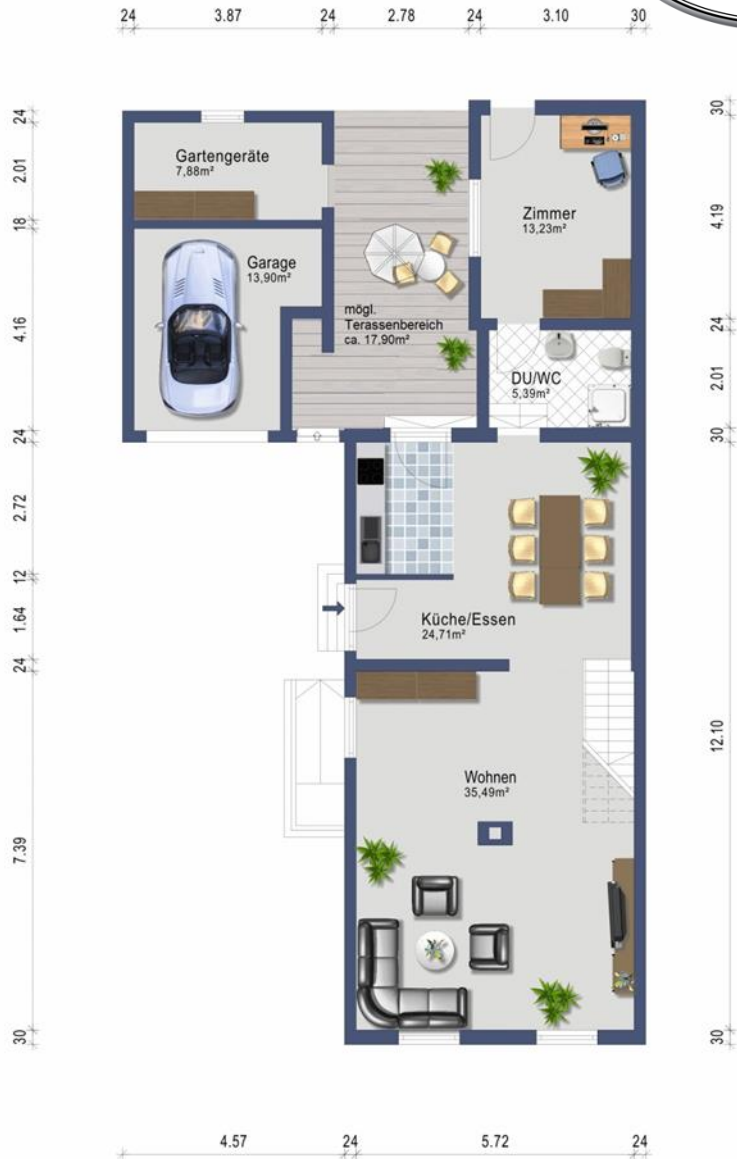 24 3.87 24 2.78 24 3.10 30
24
2.01
18
4.16
24
2.72
12
1.64
24
7.39
30
Gartengeräte
7,88m²
Garage
13,90m²
mögl.
Terassenbereich
ca. 17,90m²
Zimmer
13,23m²
DU/WC
5,39m²
Küche/Essen
24,71m²
Wohnen
35,49m²
30
4.19
24
2.01
30
12.10
30
4.57 24 5.72 24